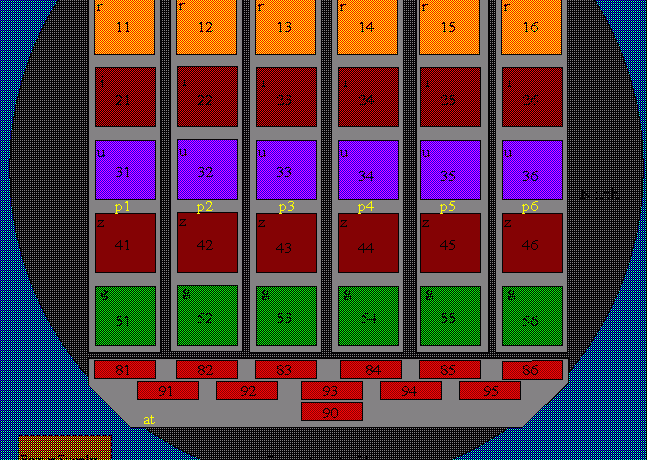 r r r r r r
11 12 13 14 15 16
i i i i i i
21 22 23 24 25 26
u u u u u u
31 32 33 34 35 36
p1 p2 p3 p4 p5 p6
z z z z z z
41 42 43 44 45 46
g g g g g g
51 52 53 54 55 56
81 82 83 84 85 86
91 92 93 94 95
90
at